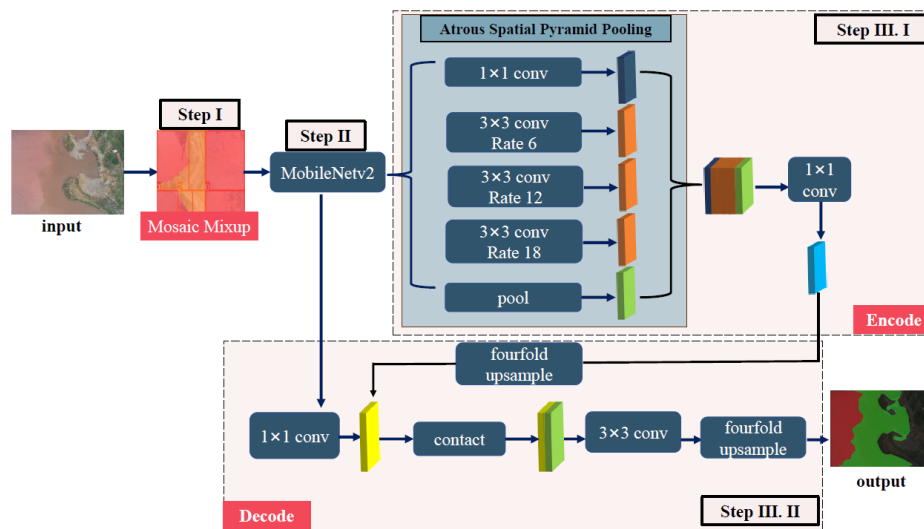 Atrous Spatial Pyramid Pooling
Step III. I
1×1 conv
Step I
Step II
3×3 conv
Rate 6
MobileNetv2
1×1
conv
3×3 conv
Rate 12
input
Mosaic Mixup
3×3 conv
Rate 18
pool
Encode
fourfold
upsample
1×1 conv
contact
3×3 conv
fourfold
upsample
output
Decode
Step III. II